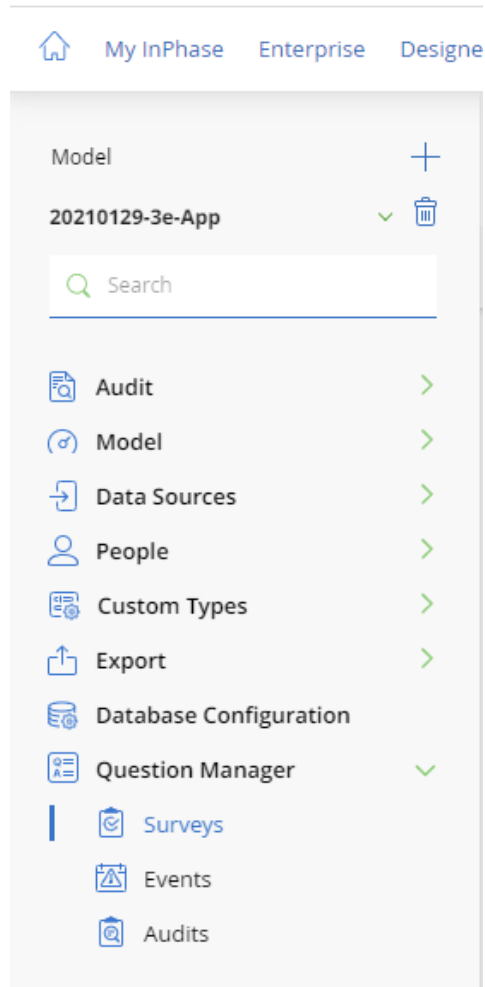 My InPhase Enterprise Designe
Model
20210129-3e-App
Search
Audit
Model
Data Sources
People
Custom Types
Export
Database Configuration
Question Manager
Surveys
Events
Audits